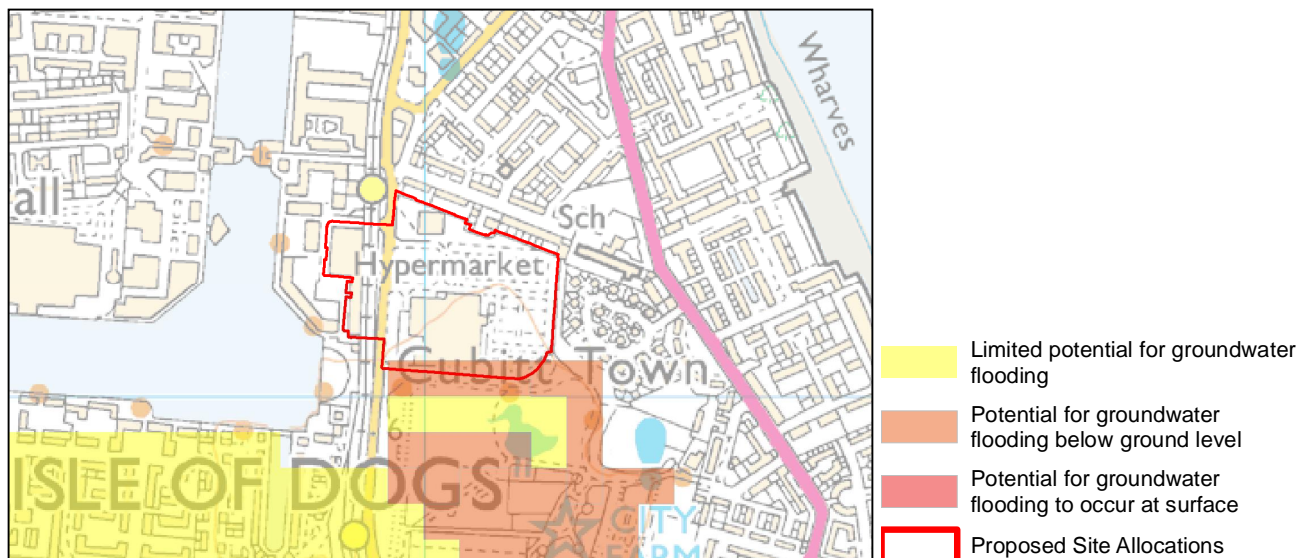 Wharves
all
Sch
Hypermarket
Cubitt Town
6
ISLE OF DOGS
CITY
FARM
Limited potential for groundwater
flooding
Potential for groundwater
flooding below ground level
Potential for groundwater
flooding to occur at surface
Proposed Site Allocations